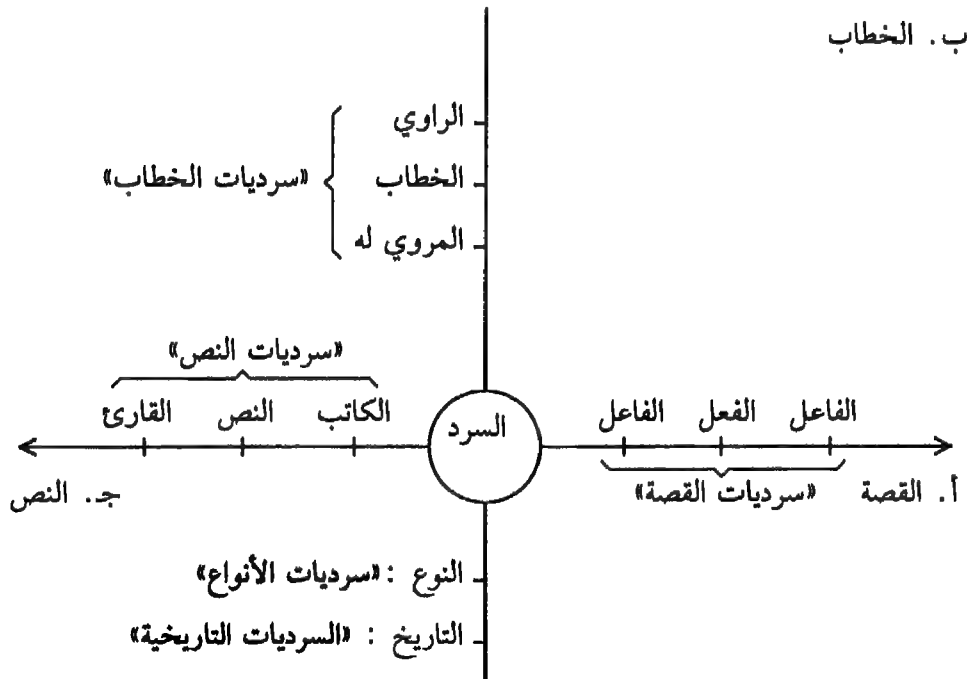 ب. الخطاب
الراوي
الخطاب
المروي له
«سرديات الخطاب»
«سرديات النص»
الفاعل الفعل الفاعل
السرد
الكاتب النص القارئ
أ. القصة
«سرديات القصة»
جـ. النص
النوع : «سرديات الأنواع»
التاريخ : «السرديات التاريخية»